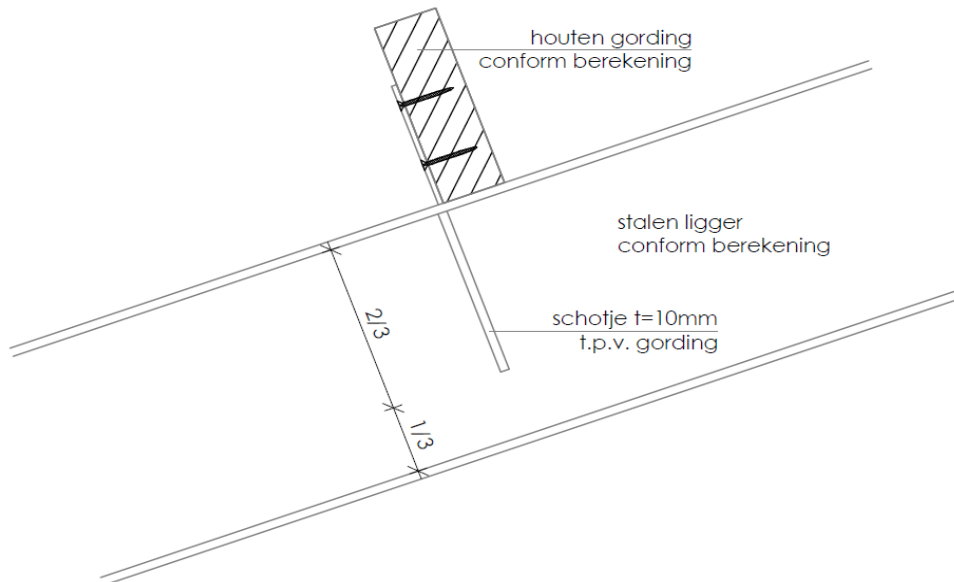 houten gording
conform berekening
stalen ligger
conform berekening
schotje t=10mm
t.p.v. gording
2/3
1/3